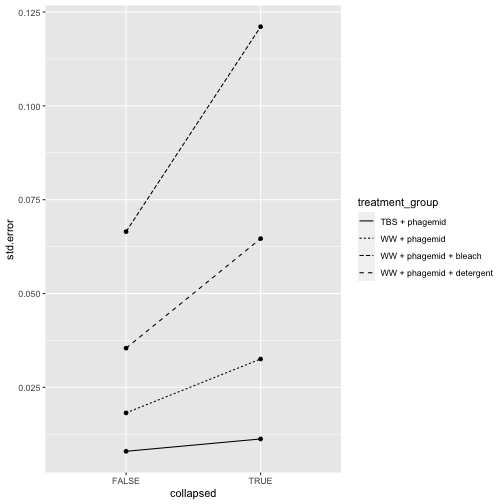 0.125
0.100
0.075
0.050
0.025
std.error
FALSE
TRUE
collapsed
treatment_group
TBS + phagemid
WW + phagemid
WW + phagemid + bleach
WW + phagemid + detergent